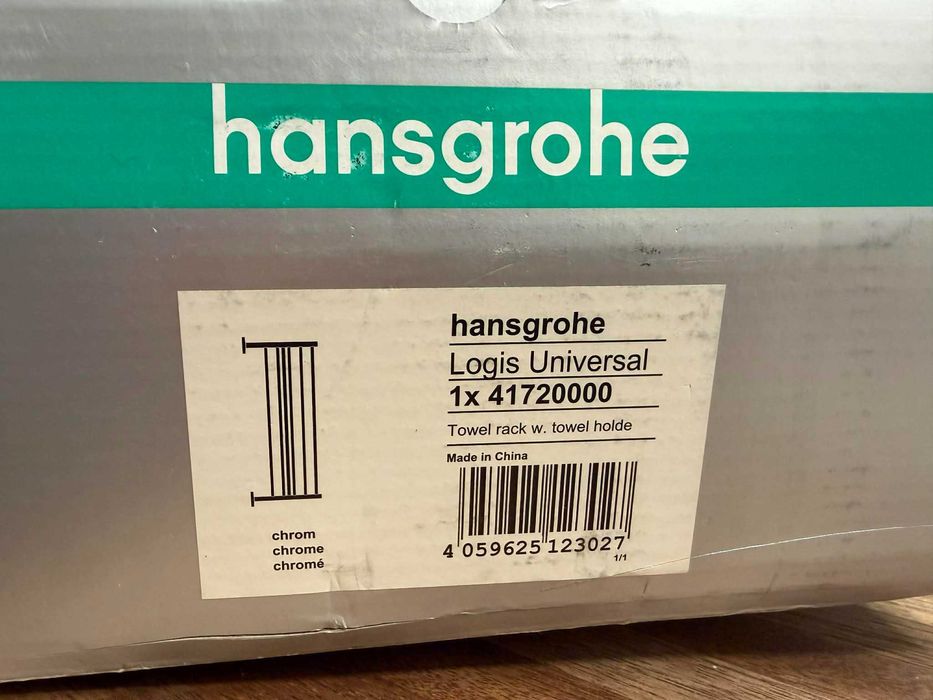 hansgrohe
hansgrohe
Logis Universal
1x 41720000
Towel rack w. towel holde
Made in China
4 059625 123027
1/1
chrom
chrome
chromé